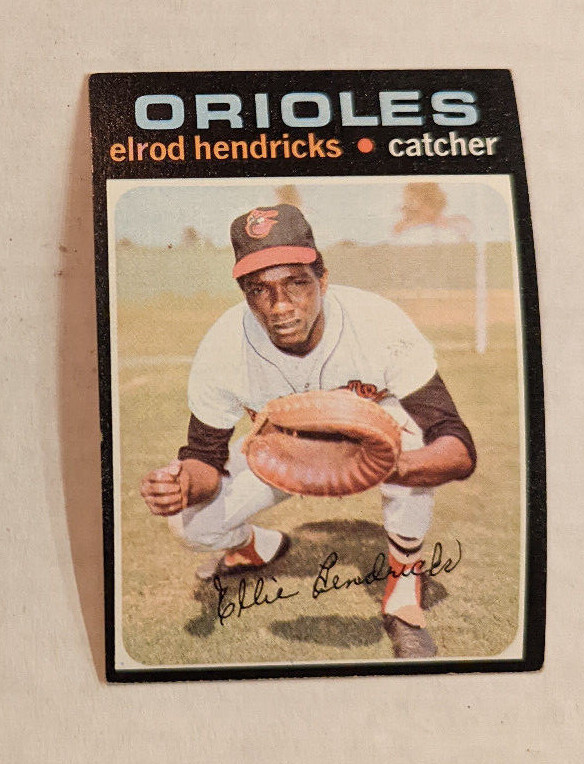 ORIOLES
elrod hendricks • catcher
Ellie Hendricks